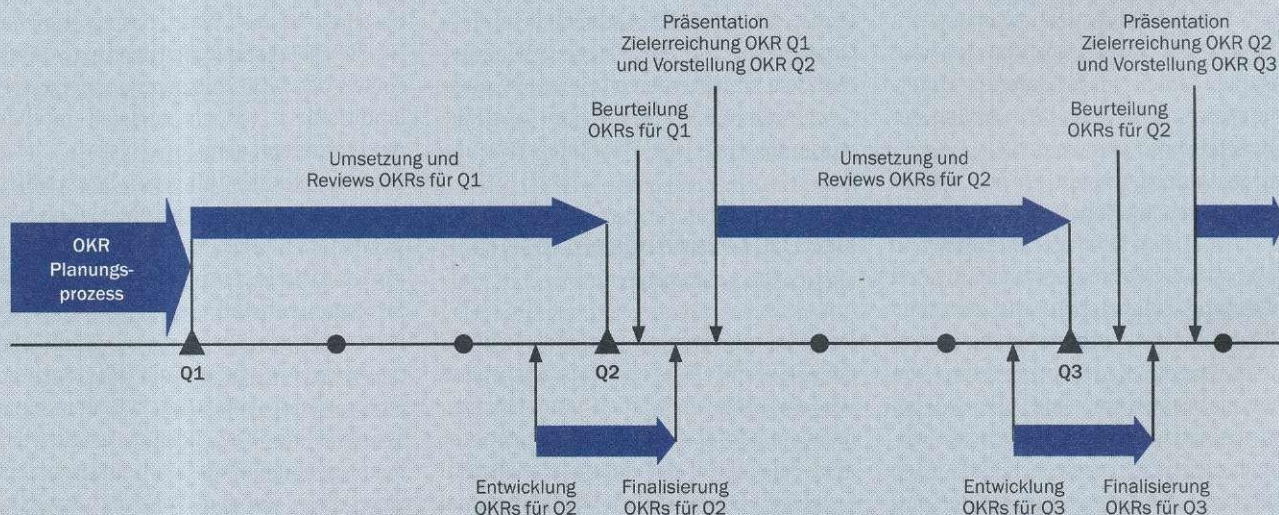 Präsentation
Zielerreichung OKR Q1
und Vorstellung OKR Q2
Präsentation
Zielerreichung OKR Q2
und Vorstellung OKR Q3
Beurteilung
OKRs für Q1
Beurteilung
OKRs für Q2
Umsetzung und
Reviews OKRs für Q1
Umsetzung und
Reviews OKRs für Q2
OKR
Planungs-
prozess
Q1
Q2
Q3
Entwicklung
OKRs für Q2
Finalisierung
OKRs für Q2
Entwicklung
OKRs für Q3
Finalisierung
OKRs für Q3